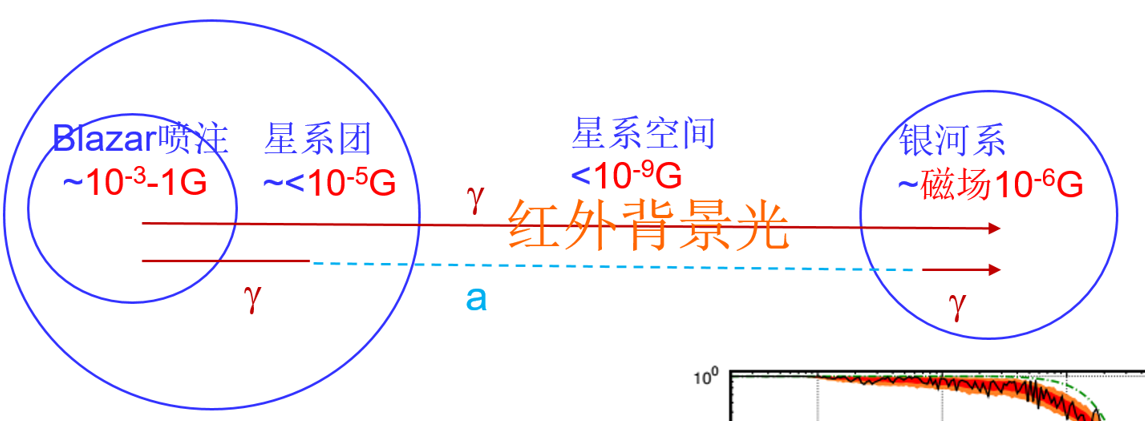 Blazar喷注
~10⁻³-1G
星系团
~<10⁻⁵G
星系空间
<10⁻⁹G
银河系
~磁场10⁻⁶G
γ
红外背景光
γ
a
γ
10⁰